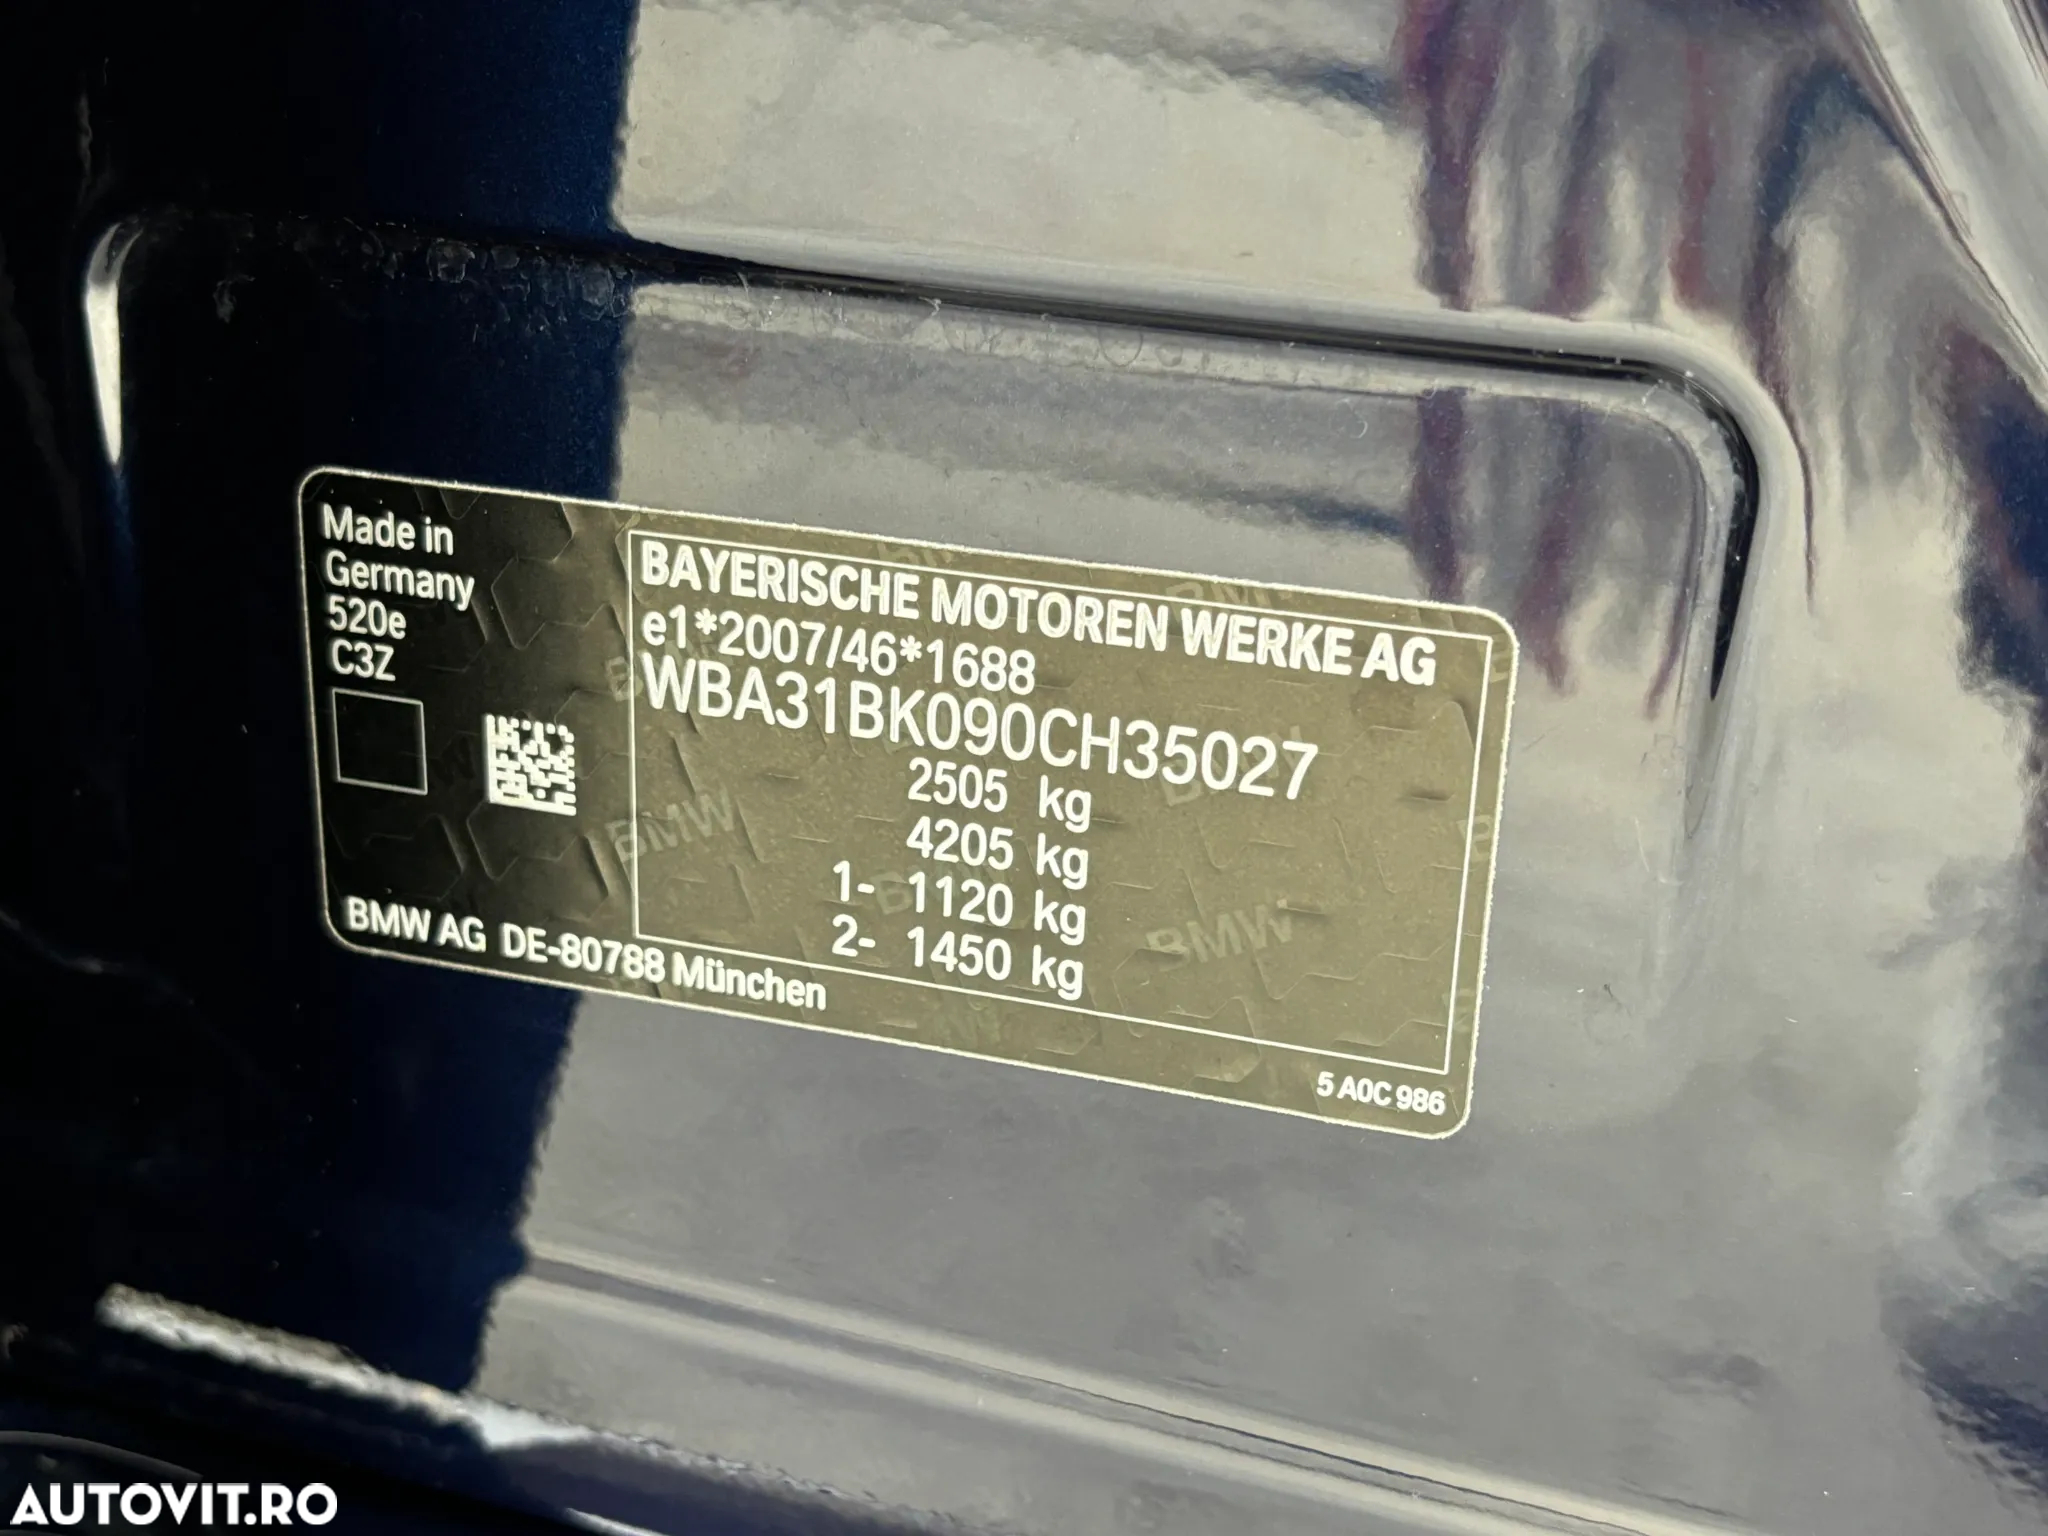 Made in
Germany
520e
C3Z
BAYERISCHE MOTOREN WERKE AG
e1*2007/46*1688
WBA31BK090CH35027
2505 kg
4205 kg
1- 1120 kg
2- 1450 kg
BMW AG DE-80788 München
5 A0C 986
AUTOVIT.RO